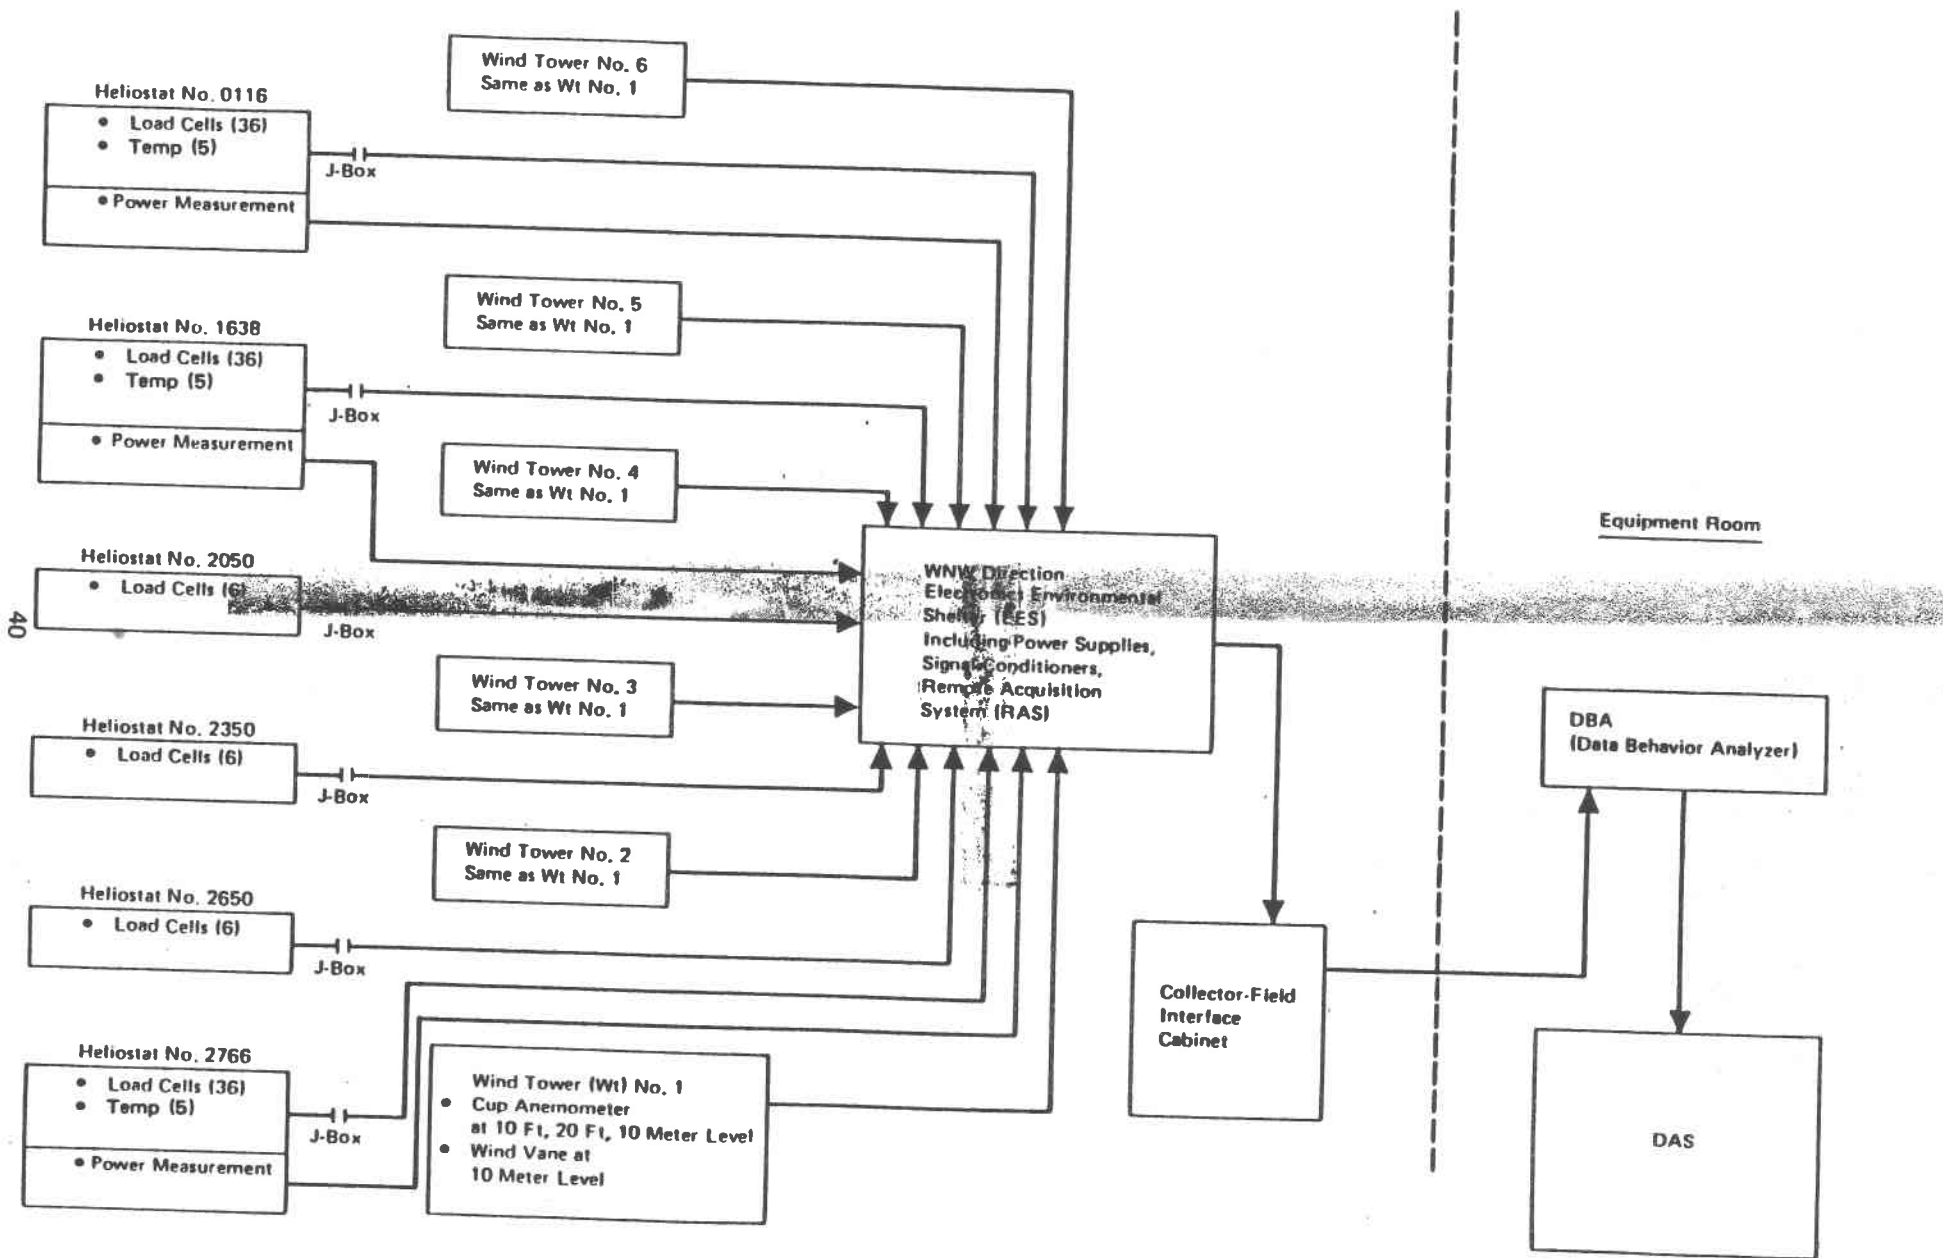 Wind Tower No. 6
Same as Wt No. 1
Heliostat No. 0116
• Load Cells (36)
• Temp (5)
J-Box
• Power Measurement
Wind Tower No. 5
Same as Wt No. 1
Heliostat No. 1638
• Load Cells (36)
• Temp (5)
J-Box
• Power Measurement
Wind Tower No. 4
Same as Wt No. 1
Heliostat No. 2050
• Load Cells (6)
J-Box
40
WNW Direction
Electronics Environmental
Shelter (EES)
Including Power Supplies,
Signal Conditioners,
Remote Acquisition
System (RAS)
Equipment Room
Wind Tower No. 3
Same as Wt No. 1
Heliostat No. 2350
• Load Cells (6)
J-Box
DBA
(Data Behavior Analyzer)
Wind Tower No. 2
Same as Wt No. 1
Heliostat No. 2650
• Load Cells (6)
J-Box
Collector-Field
Interface
Cabinet
Heliostat No. 2766
• Load Cells (36)
• Temp (5)
J-Box
• Power Measurement
Wind Tower (Wt) No. 1
• Cup Anemometer
at 10 Ft, 20 Ft, 10 Meter Level
• Wind Vane at
10 Meter Level
DAS